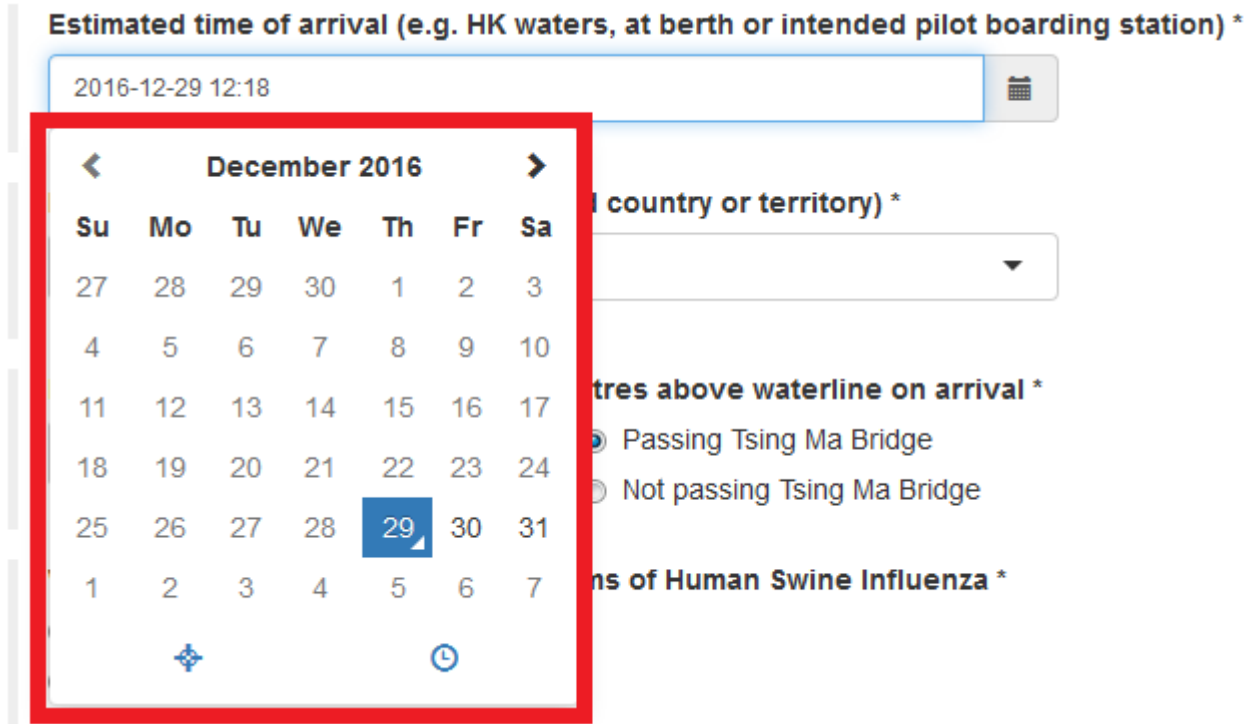 Estimated time of arrival (e.g. HK waters, at berth or intended pilot boarding station) *
2016-12-29 12:18
December 2016
Su Mo Tu We Th Fr Sa
27 28 29 30 1 2 3
4 5 6 7 8 9 10
11 12 13 14 15 16 17
18 19 20 21 22 23 24
25 26 27 28 29 30 31
1 2 3 4 5 6 7
country or territory) *
above waterline on arrival *
Passing Tsing Ma Bridge
Not passing Tsing Ma Bridge
of Human Swine Influenza *